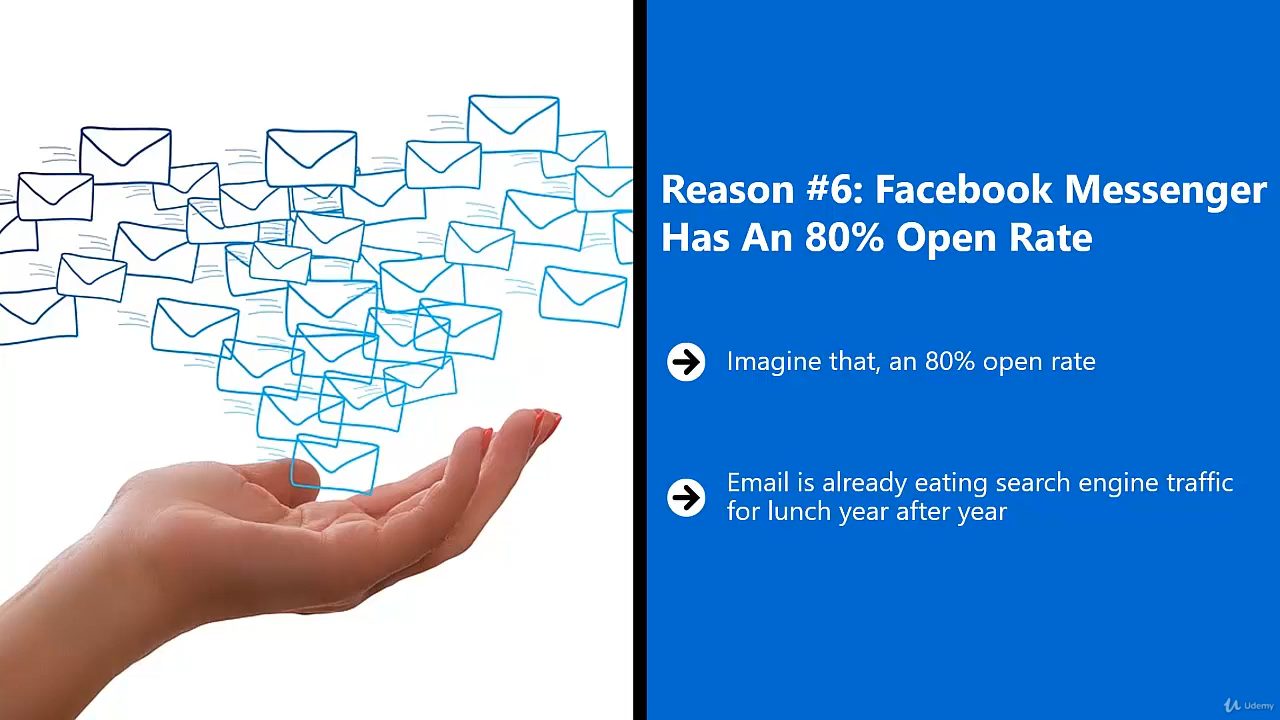 Reason #6: Facebook Messenger
Has An 80% Open Rate
Imagine that, an 80% open rate
Email is already eating search engine traffic
for lunch year after year
Udemy